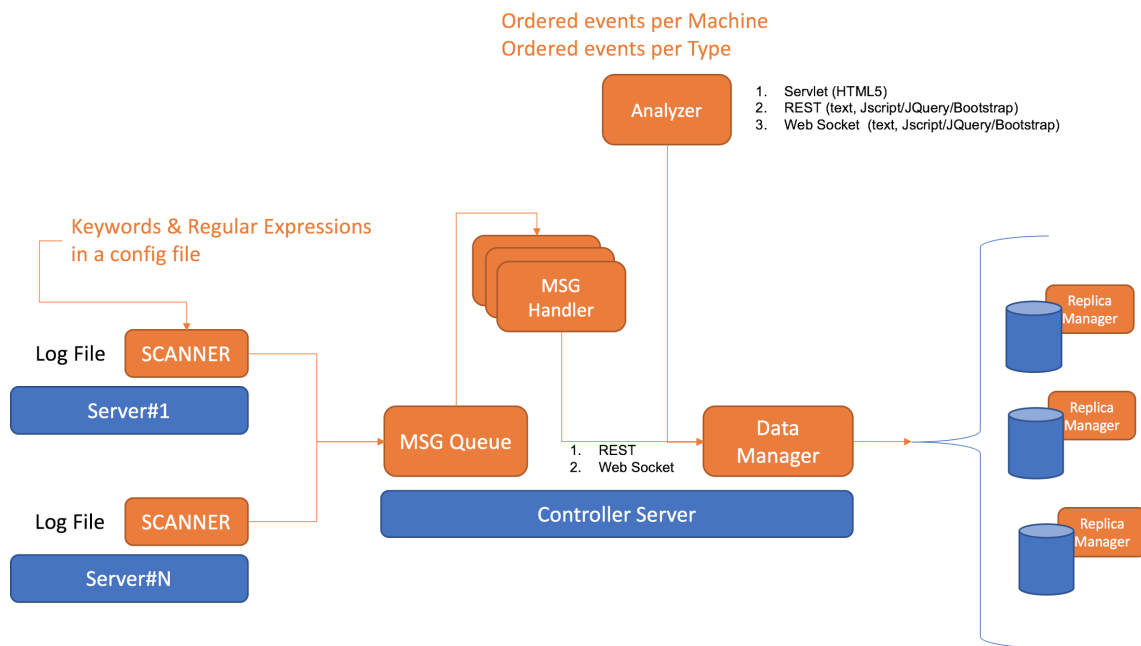 Ordered events per Machine
Ordered events per Type
Analyzer
1. Servlet (HTML5)
2. REST (text, Jscript/JQuery/Bootstrap)
3. Web Socket (text, Jscript/JQuery/Bootstrap)
Keywords & Regular Expressions
in a config file
MSG
Handler
Log File
SCANNER
Server#1
MSG Queue
1. REST
2. Web Socket
Data
Manager
Controller Server
Log File
SCANNER
Server#N
Replica
Manager
Replica
Manager
Replica
Manager